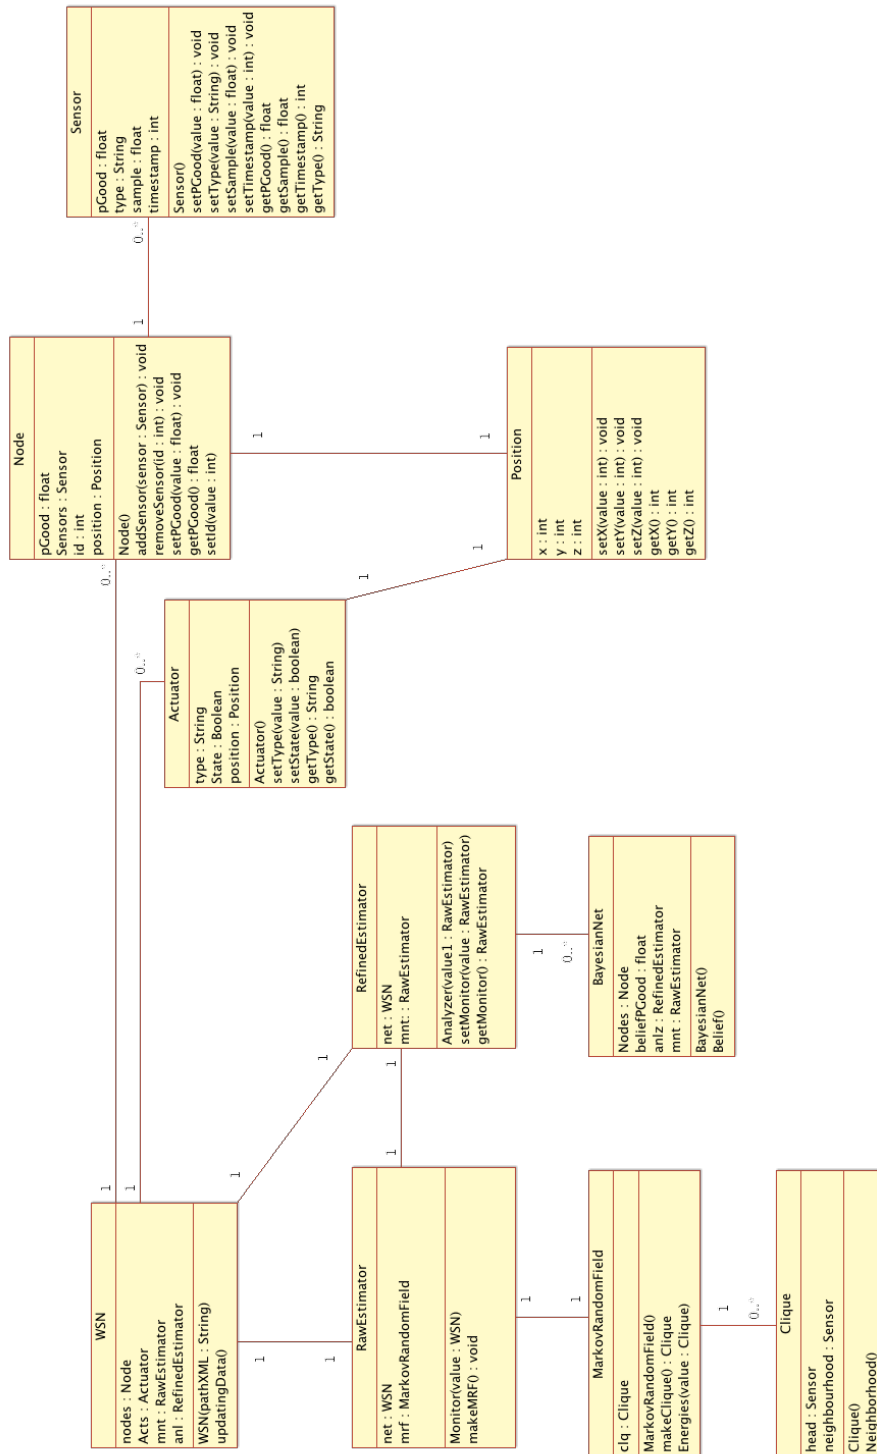 WSN
nodes : Node
Acts : Actuator
mnt : RawEstimator
anl : RefinedEstimator
WSN(pathXML : String)
updatingData()
1
1
0..*
0..*
1
1
1
1
Node
pGood : float
Sensors : Sensor
id : int
position : Position
Node()
addSensor(sensor : Sensor) : void
removeSensor(id : int) : void
setPGood(value : float) : void
getPGood() : float
setId(value : int)
1
0..*
Sensor
pGood : float
type : String
sample : float
timestamp : int
Sensor()
setPGood(value : float) : void
setType(value : String) : void
setSample(value : float) : void
setTimestamp(value : int) : void
getPGood() : float
getSample() : float
getTimestamp() : int
getType() : String
Actuator
type : String
State : Boolean
position : Position
Actuator()
setType(value : String)
setState(value : boolean)
getType() : String
getState() : boolean
1
1
1
1
RawEstimator
net : WSN
mrf : MarkovRandomField
Monitor(value : WSN)
makeMRF() : void
1
1
RefinedEstimator
net : WSN
mnt: : RawEstimator
Analyzer(value1 : RawEstimator)
setMonitor(value : RawEstimator)
getMonitor() : RawEstimator
Position
x : int
y : int
z : int
setX(value : int) : void
setY(value : int) : void
setZ(value : int) : void
getX() : int
getY() : int
getZ() : int
1
1
1
0..*
MarkovRandomField
clq : Clique
MarkovRandomField()
makeClique() : Clique
Energies(value : Clique)
BayesianNet
Nodes : Node
beliefPGood : float
anlz : RefinedEstimator
mnt : RawEstimator
BayesianNet()
Belief()
1
0..*
Clique
head : Sensor
neighbourhood : Sensor
Clique()
Neighborhood()